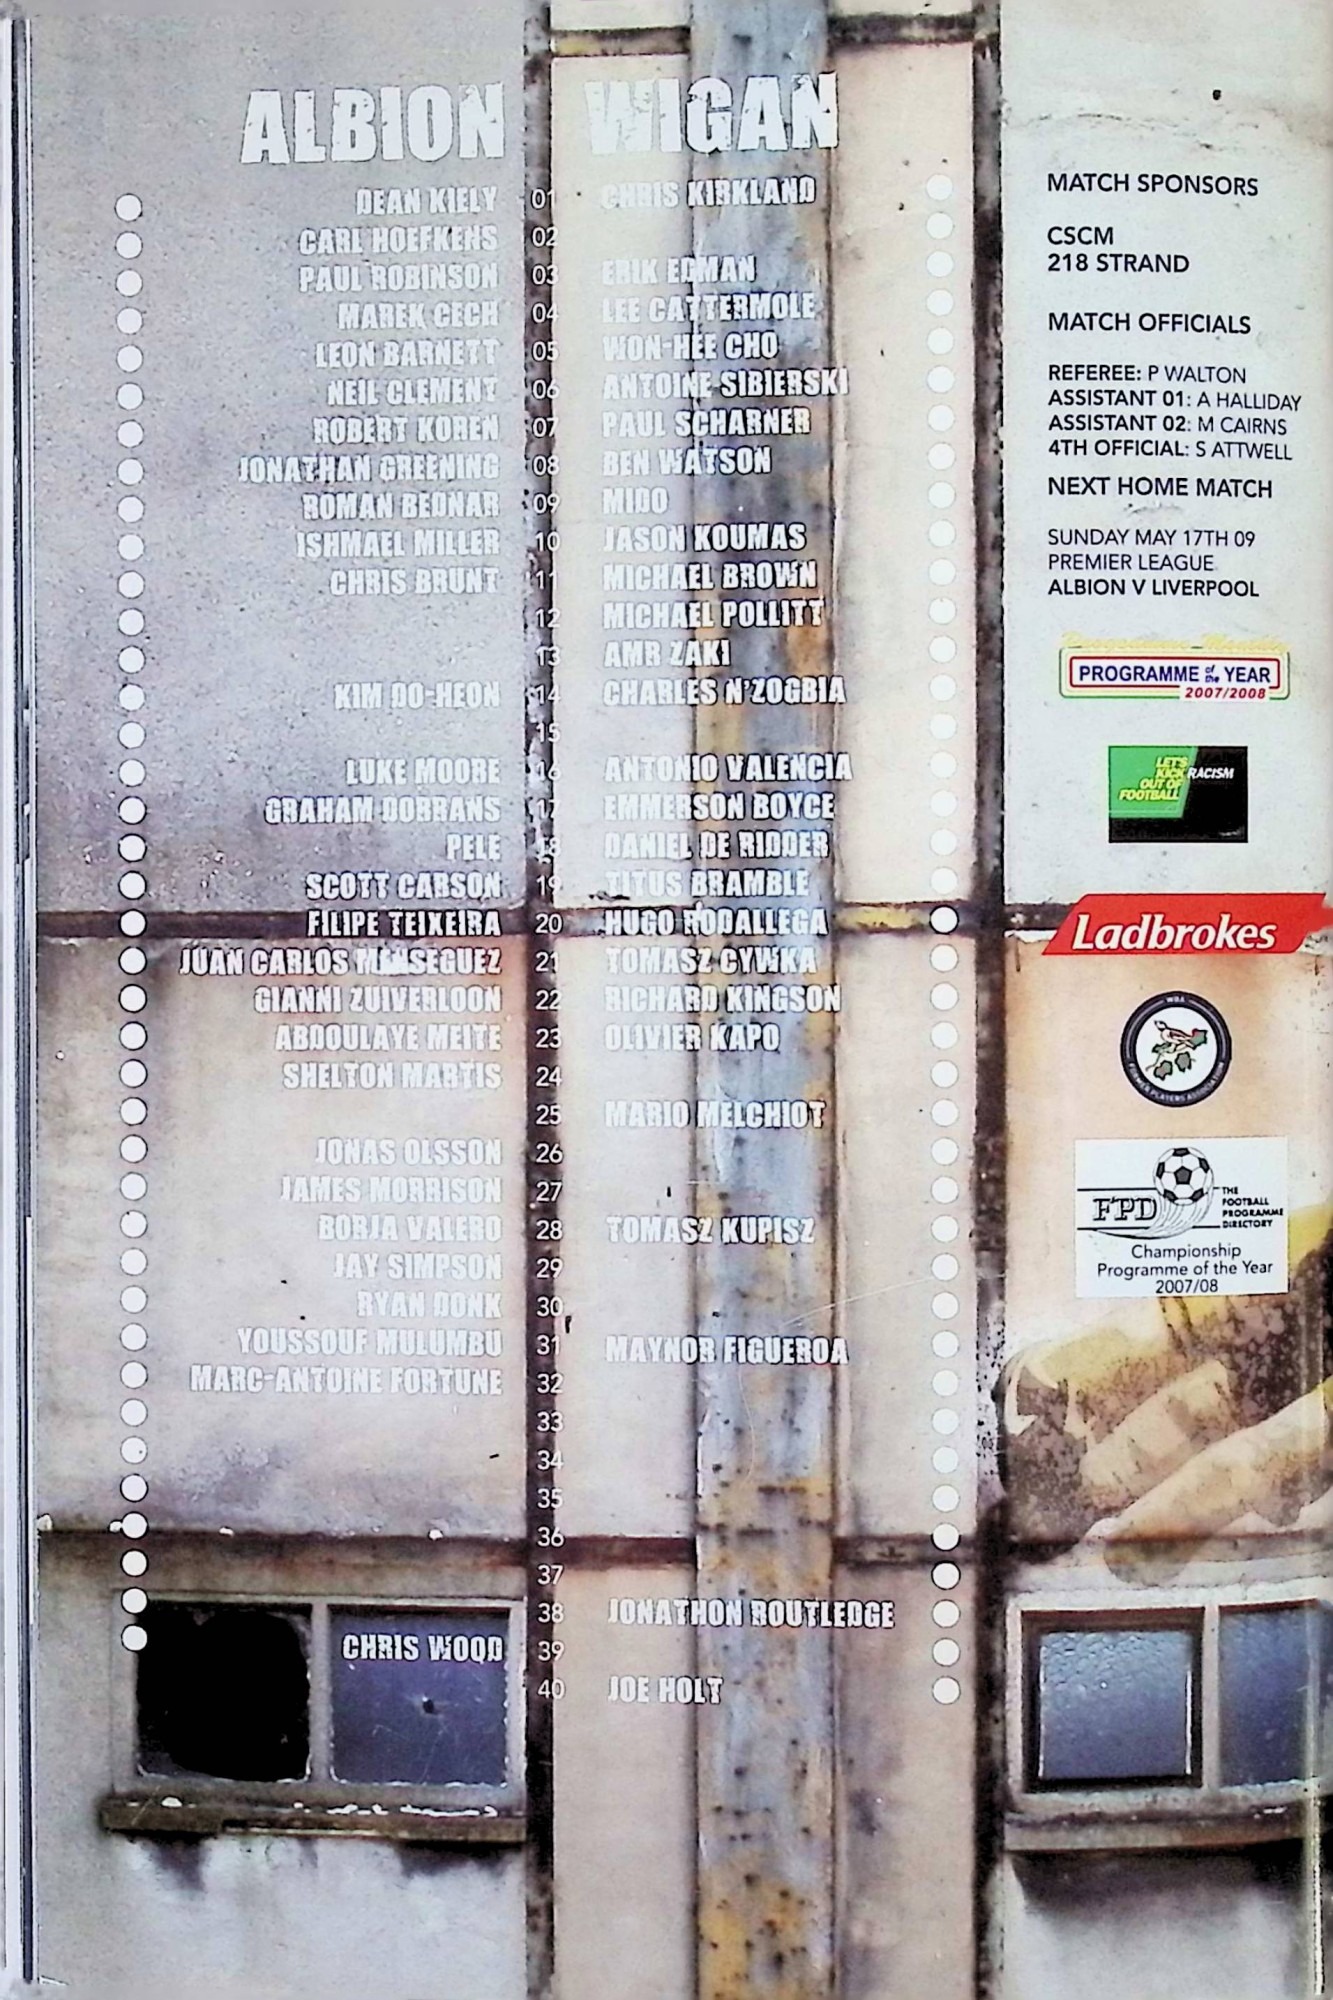 ALBION WIGAN
DEAN KIELY 01 CHRIS KIRKLAND
CARL HOEFKENS 02
PAUL ROBINSON 03 ERIK EDMAN
MAREK CECH 04 LEE CATTERMOLE
LEON BARNETT 05 WON-HEE CHO
NEIL CLEMENT 06 ANTOINE SIBIERSKI
ROBERT KOREN 07 PAUL SCHARNER
JONATHAN GREENING 08 BEN WATSON
ROMAN BEDNAR 09 MIDO
ISHMAEL MILLER 10 JASON KOUMAS
CHRIS BRUNT 11 MICHAEL BROWN
12 MICHAEL POLLITT
13 AMR ZAKI
KIM DO-HEON 14 CHARLES N'ZOGBIA
15
LUKE MOORE 16 ANTONIO VALENCIA
GRAHAM DORRANS 17 EMMERSON BOYCE
PELE 18 DANIEL DE RIDDER
SCOTT CARSON 19 TITUS BRAMBLE
FILIPE TEIXEIRA 20 HUGO RODALLEGA
JUAN CARLOS MENSEGUEZ 21 TOMASZ CYWKA
GIANNI ZUIVERLOON 22 RICHARD KINGSON
ABDOULAYE MEITE 23 OLIVIER KAPO
SHELTON MARTIS 24
25 MARIO MELCHIOT
JONAS OLSSON 26
JAMES MORRISON 27
BORJA VALERO 28 TOMASZ KUPISZ
JAY SIMPSON 29
RYAN DONK 30
YOUSSOUF MULUMBU 31 MAYNOR FIGUEROA
MARC-ANTOINE FORTUNE 32
33
34
35
36
37
38 JONATHON ROUTLEDGE
CHRIS WOOD 39
40 JOE HOLT
MATCH SPONSORS
CSCM
218 STRAND
MATCH OFFICIALS
REFEREE: P WALTON
ASSISTANT 01: A HALLIDAY
ASSISTANT 02: M CAIRNS
4TH OFFICIAL: S ATTWELL
NEXT HOME MATCH
SUNDAY MAY 17TH 09
PREMIER LEAGUE
ALBION V LIVERPOOL
Programme Monthly
PROGRAMME of the YEAR
2007/2008
LET'S
KICK RACISM
OUT OF
FOOTBALL
Ladbrokes
WBA
FORMER PLAYERS ASSOCIATION
FPD
THE
FOOTBALL
PROGRAMME
DIRECTORY
Championship
Programme of the Year
2007/08